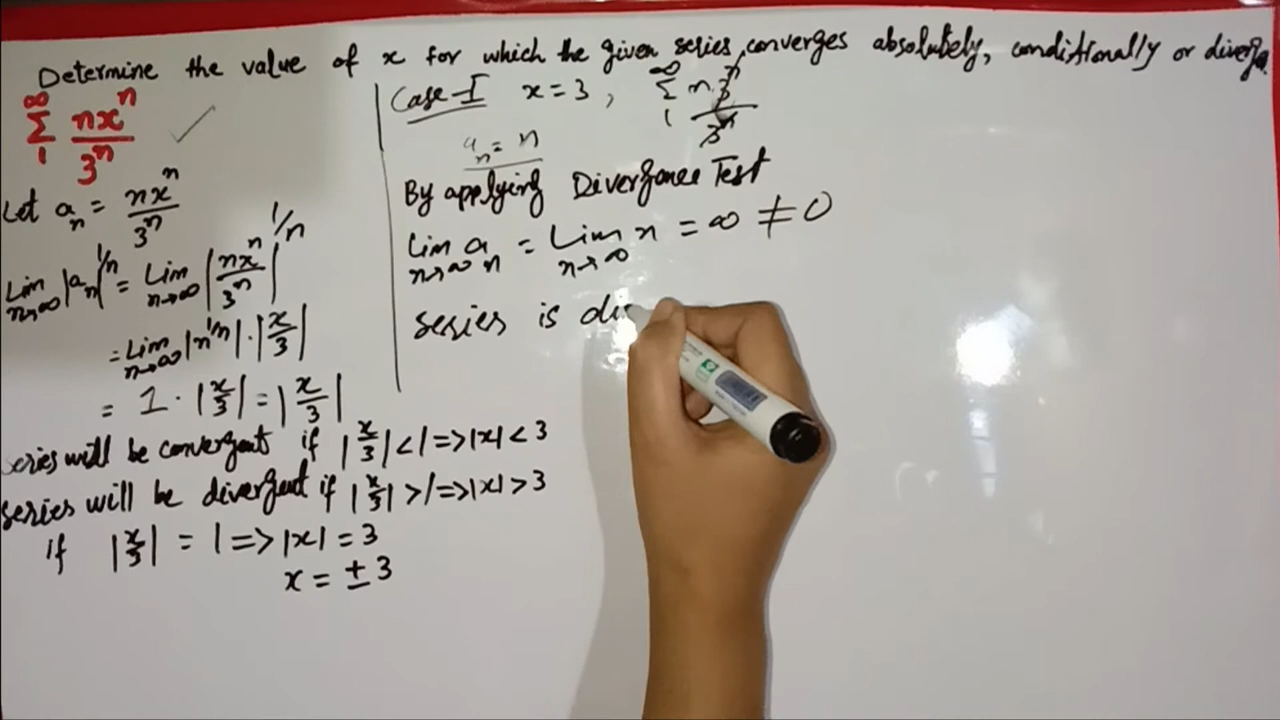 Determine the value of x for which the given series converges absolutely, conditionally or diverge.
∞
∑ nx^n / 3^n
1
Let a_n = nx^n / 3^n
Lim n→∞ |a_n|^1/n = Lim n→∞ |nx^n / 3^n|^1/n
= Lim n→∞ |n^1/n| · |x/3|
= 1 · |x/3| = |x/3|
series will be convergent if |x/3| < 1 => |x| < 3
series will be divergent if |x/3| > 1 => |x| > 3
if |x/3| = 1 => |x| = 3
x = ± 3
Case-I x = 3, ∞ ∑ 1 n 3^n / 3^n
a_n = n
By applying Divergence Test
Lim n→∞ a_n = Lim n→∞ n = ∞ ≠ 0
series is di